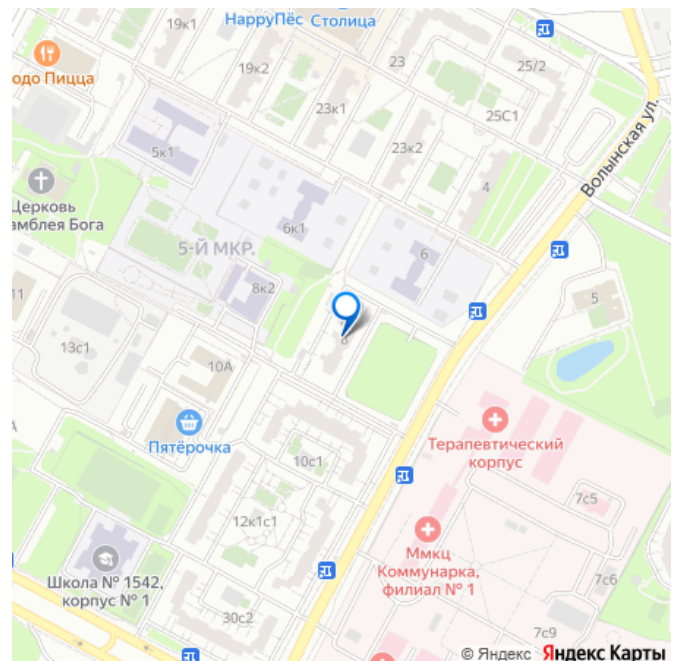 19к1
HappyПёс Столица
19к2
23
25/2
одо Пицца
23к1
25С1
Волынская ул.
5к1
23к2
4
Церковь
амблея Бога
6к1
5-Й МКР.
6
8к2
5
11
8
13с1
10А
Пятёрочка
Терапевтический
корпус
10с1
7с5
12к1с1
Ммкц
Коммунарка,
филиал № 1
Школа № 1542,
корпус № 1
7с6
30с2
7с9
© Яндекс Яндекс Карты